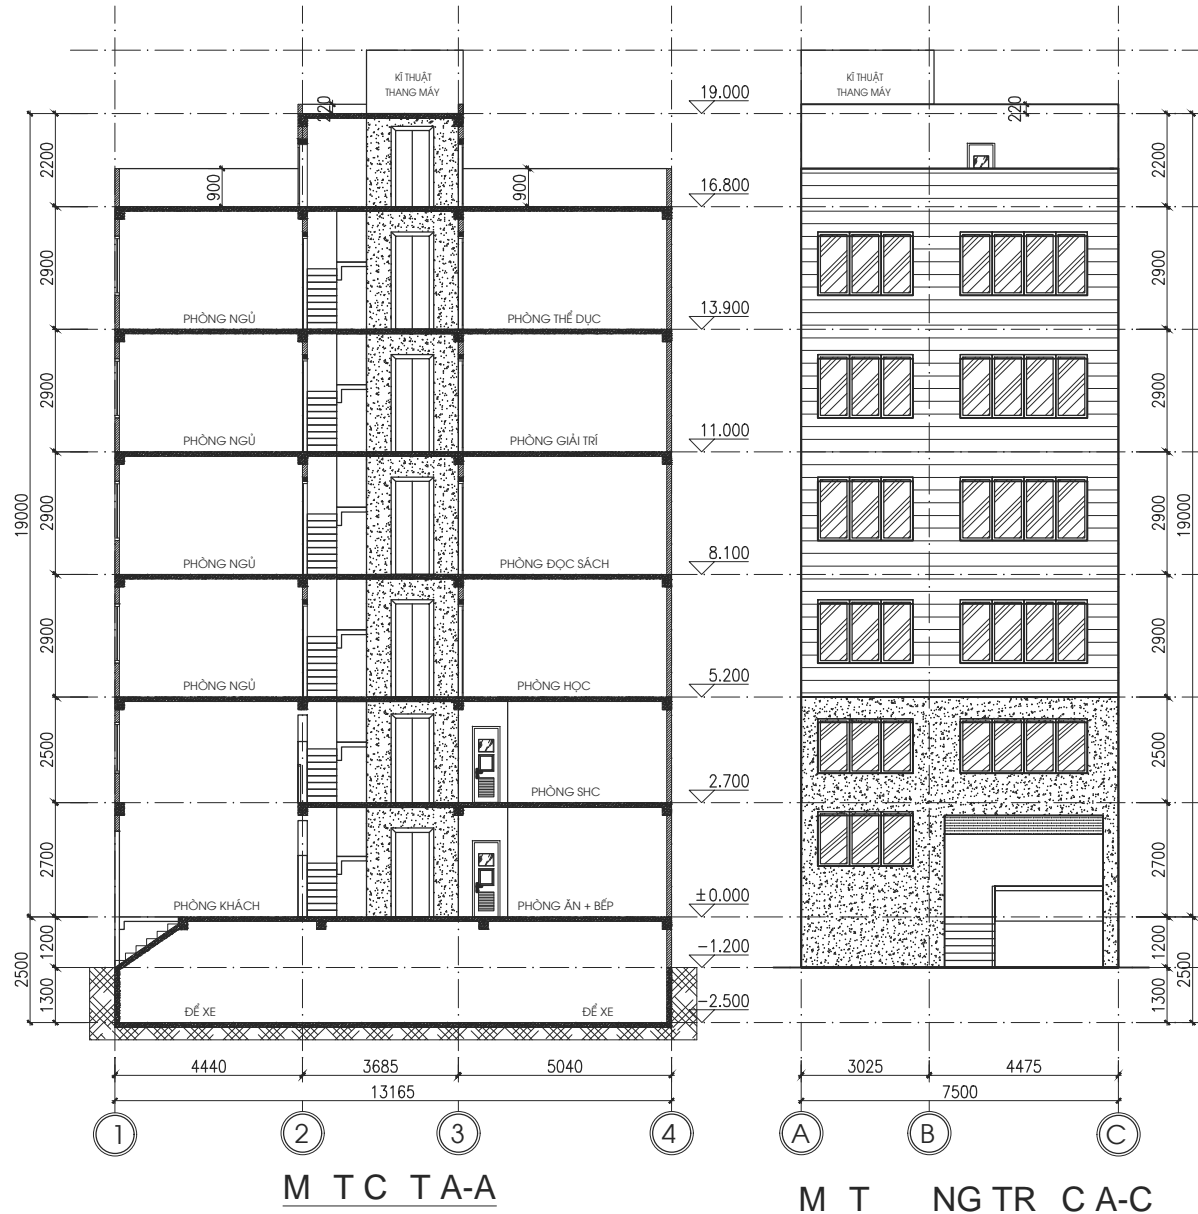 KĨ THUẬT
THANG MÁY
220
19.000
2200
900
900
16.800
2900
PHÒNG NGỦ
PHÒNG THỂ DỤC
13.900
2900
PHÒNG NGỦ
PHÒNG GIẢI TRÍ
11.000
19000
2900
PHÒNG NGỦ
PHÒNG ĐỌC SÁCH
8.100
2900
PHÒNG NGỦ
PHÒNG HỌC
5.200
2500
PHÒNG SHC
2.700
2700
PHÒNG KHÁCH
PHÒNG ĂN + BẾP
±0.000
2500
1200
−1.200
1300
ĐỂ XE
ĐỂ XE
−2.500
4440
3685
5040
13165
1
2
3
4
M T C T A-A
KĨ THUẬT
THANG MÁY
220
2200
2900
2900
2900
19000
2900
2500
2700
1200
2500
1300
3025
4475
7500
A
B
C
M T NG TR C A-C